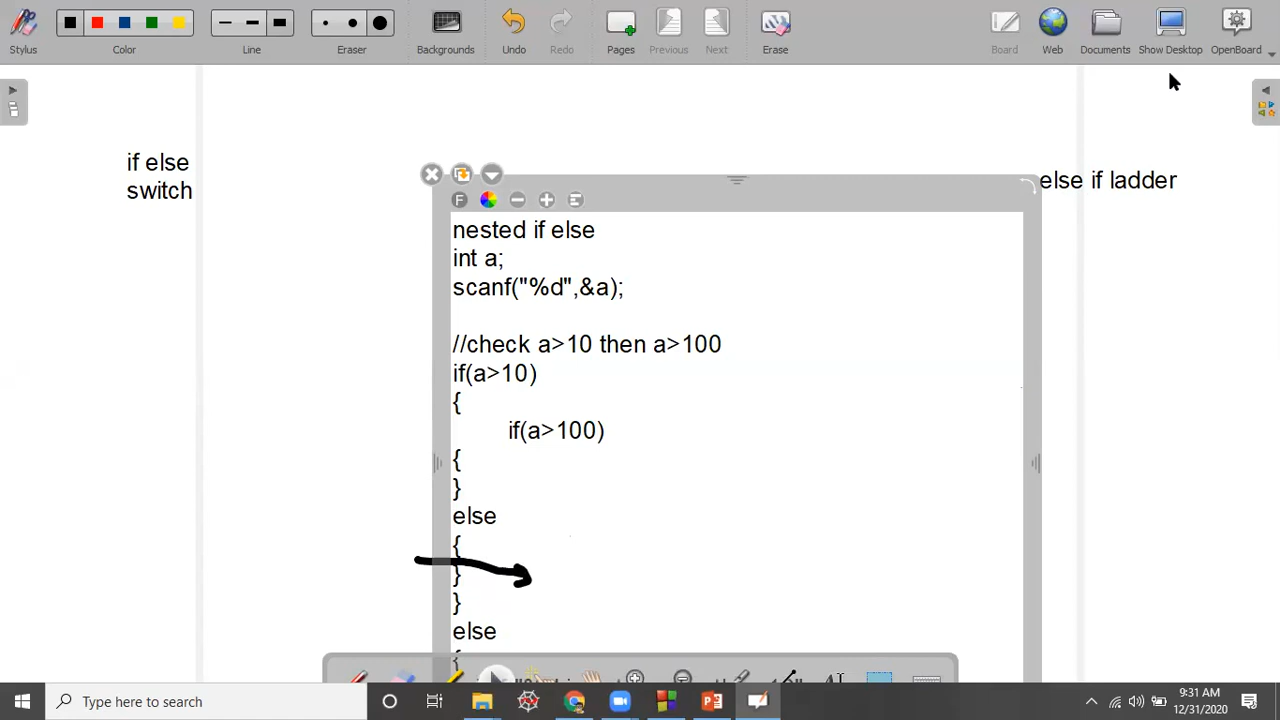 Stylus
Color
Line
Eraser
Backgrounds
Undo
Redo
Pages
Previous
Next
Erase
Board
Web
Documents
Show Desktop
OpenBoard
if else
switch
else if ladder
F
nested if else
int a;
scanf("%d",&a);
//check a>10 then a>100
if(a>10)
{
if(a>100)
{
}
else
{
}
}
else
{
Type here to search
9:31 AM
12/31/2020